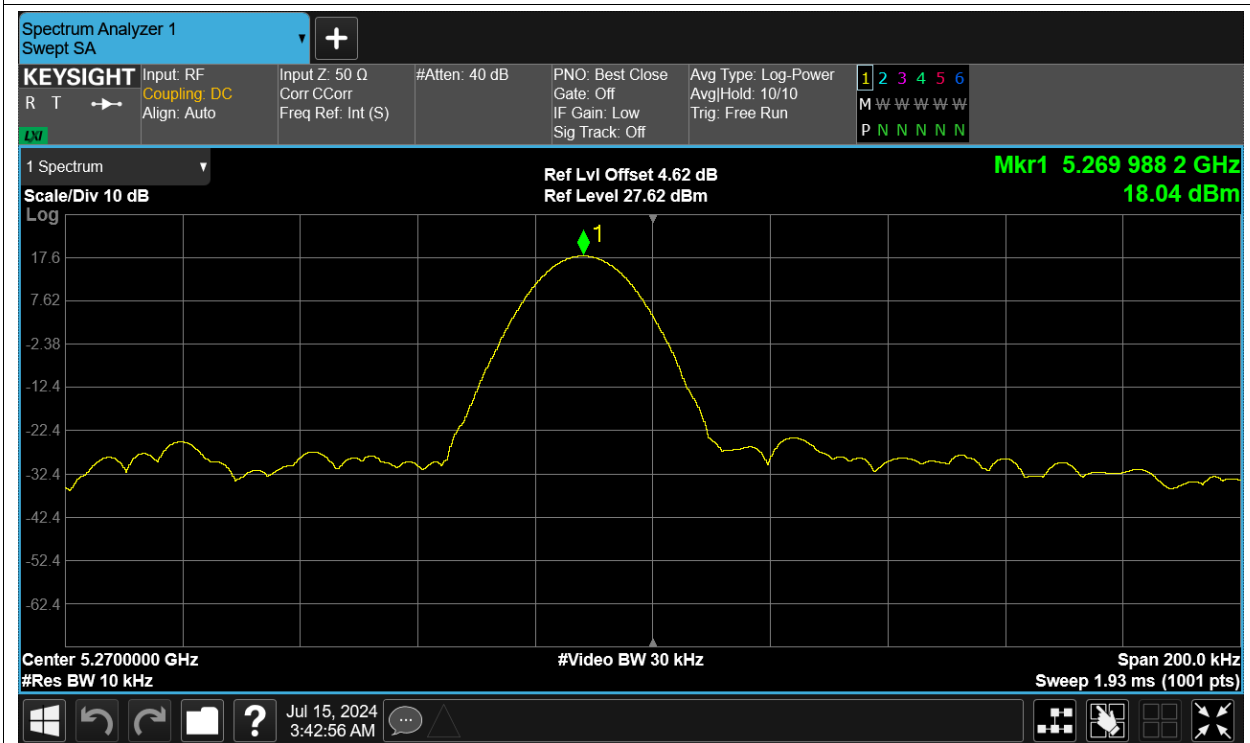 Spectrum Analyzer 1
Swept SA
KEYSIGHT
R T
LXI
Input: RF
Coupling: DC
Align: Auto
Input Z: 50 Ω
Corr CCorr
Freq Ref: Int (S)
#Atten: 40 dB
PNO: Best Close
Gate: Off
IF Gain: Low
Sig Track: Off
Avg Type: Log-Power
Avg|Hold: 10/10
Trig: Free Run
1 2 3 4 5 6
M W W W W W
P N N N N N
1 Spectrum
Scale/Div 10 dB
Log
Ref Lvl Offset 4.62 dB
Ref Level 27.62 dBm
Mkr1 5.269 988 2 GHz
18.04 dBm
1
17.6
7.62
-2.38
-12.4
-22.4
-32.4
-42.4
-52.4
-62.4
Center 5.2700000 GHz
#Res BW 10 kHz
#Video BW 30 kHz
Span 200.0 kHz
Sweep 1.93 ms (1001 pts)
?
Jul 15, 2024
3:42:56 AM